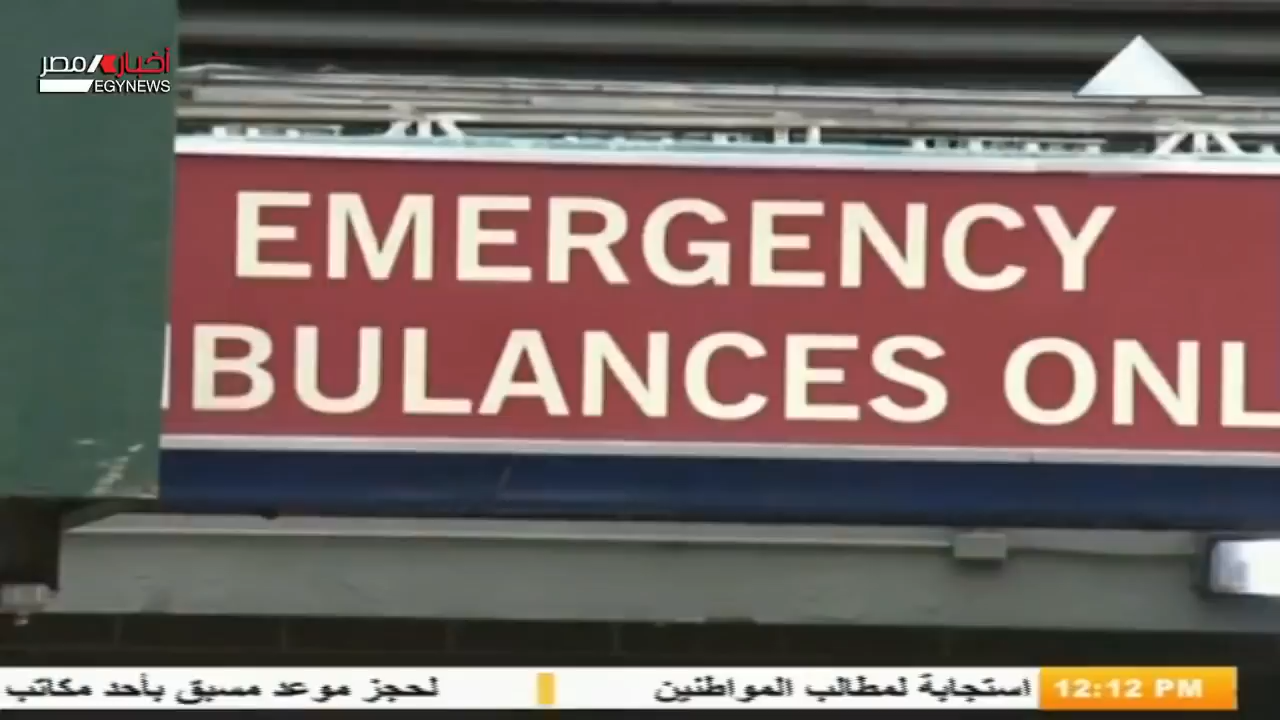 أخبار مصر
EGYNEWS
EMERGENCY
BULANCES ONL
12:12 PM
استجابة لمطالب المواطنين
لحجز موعد مسبق بأحد مكاتب